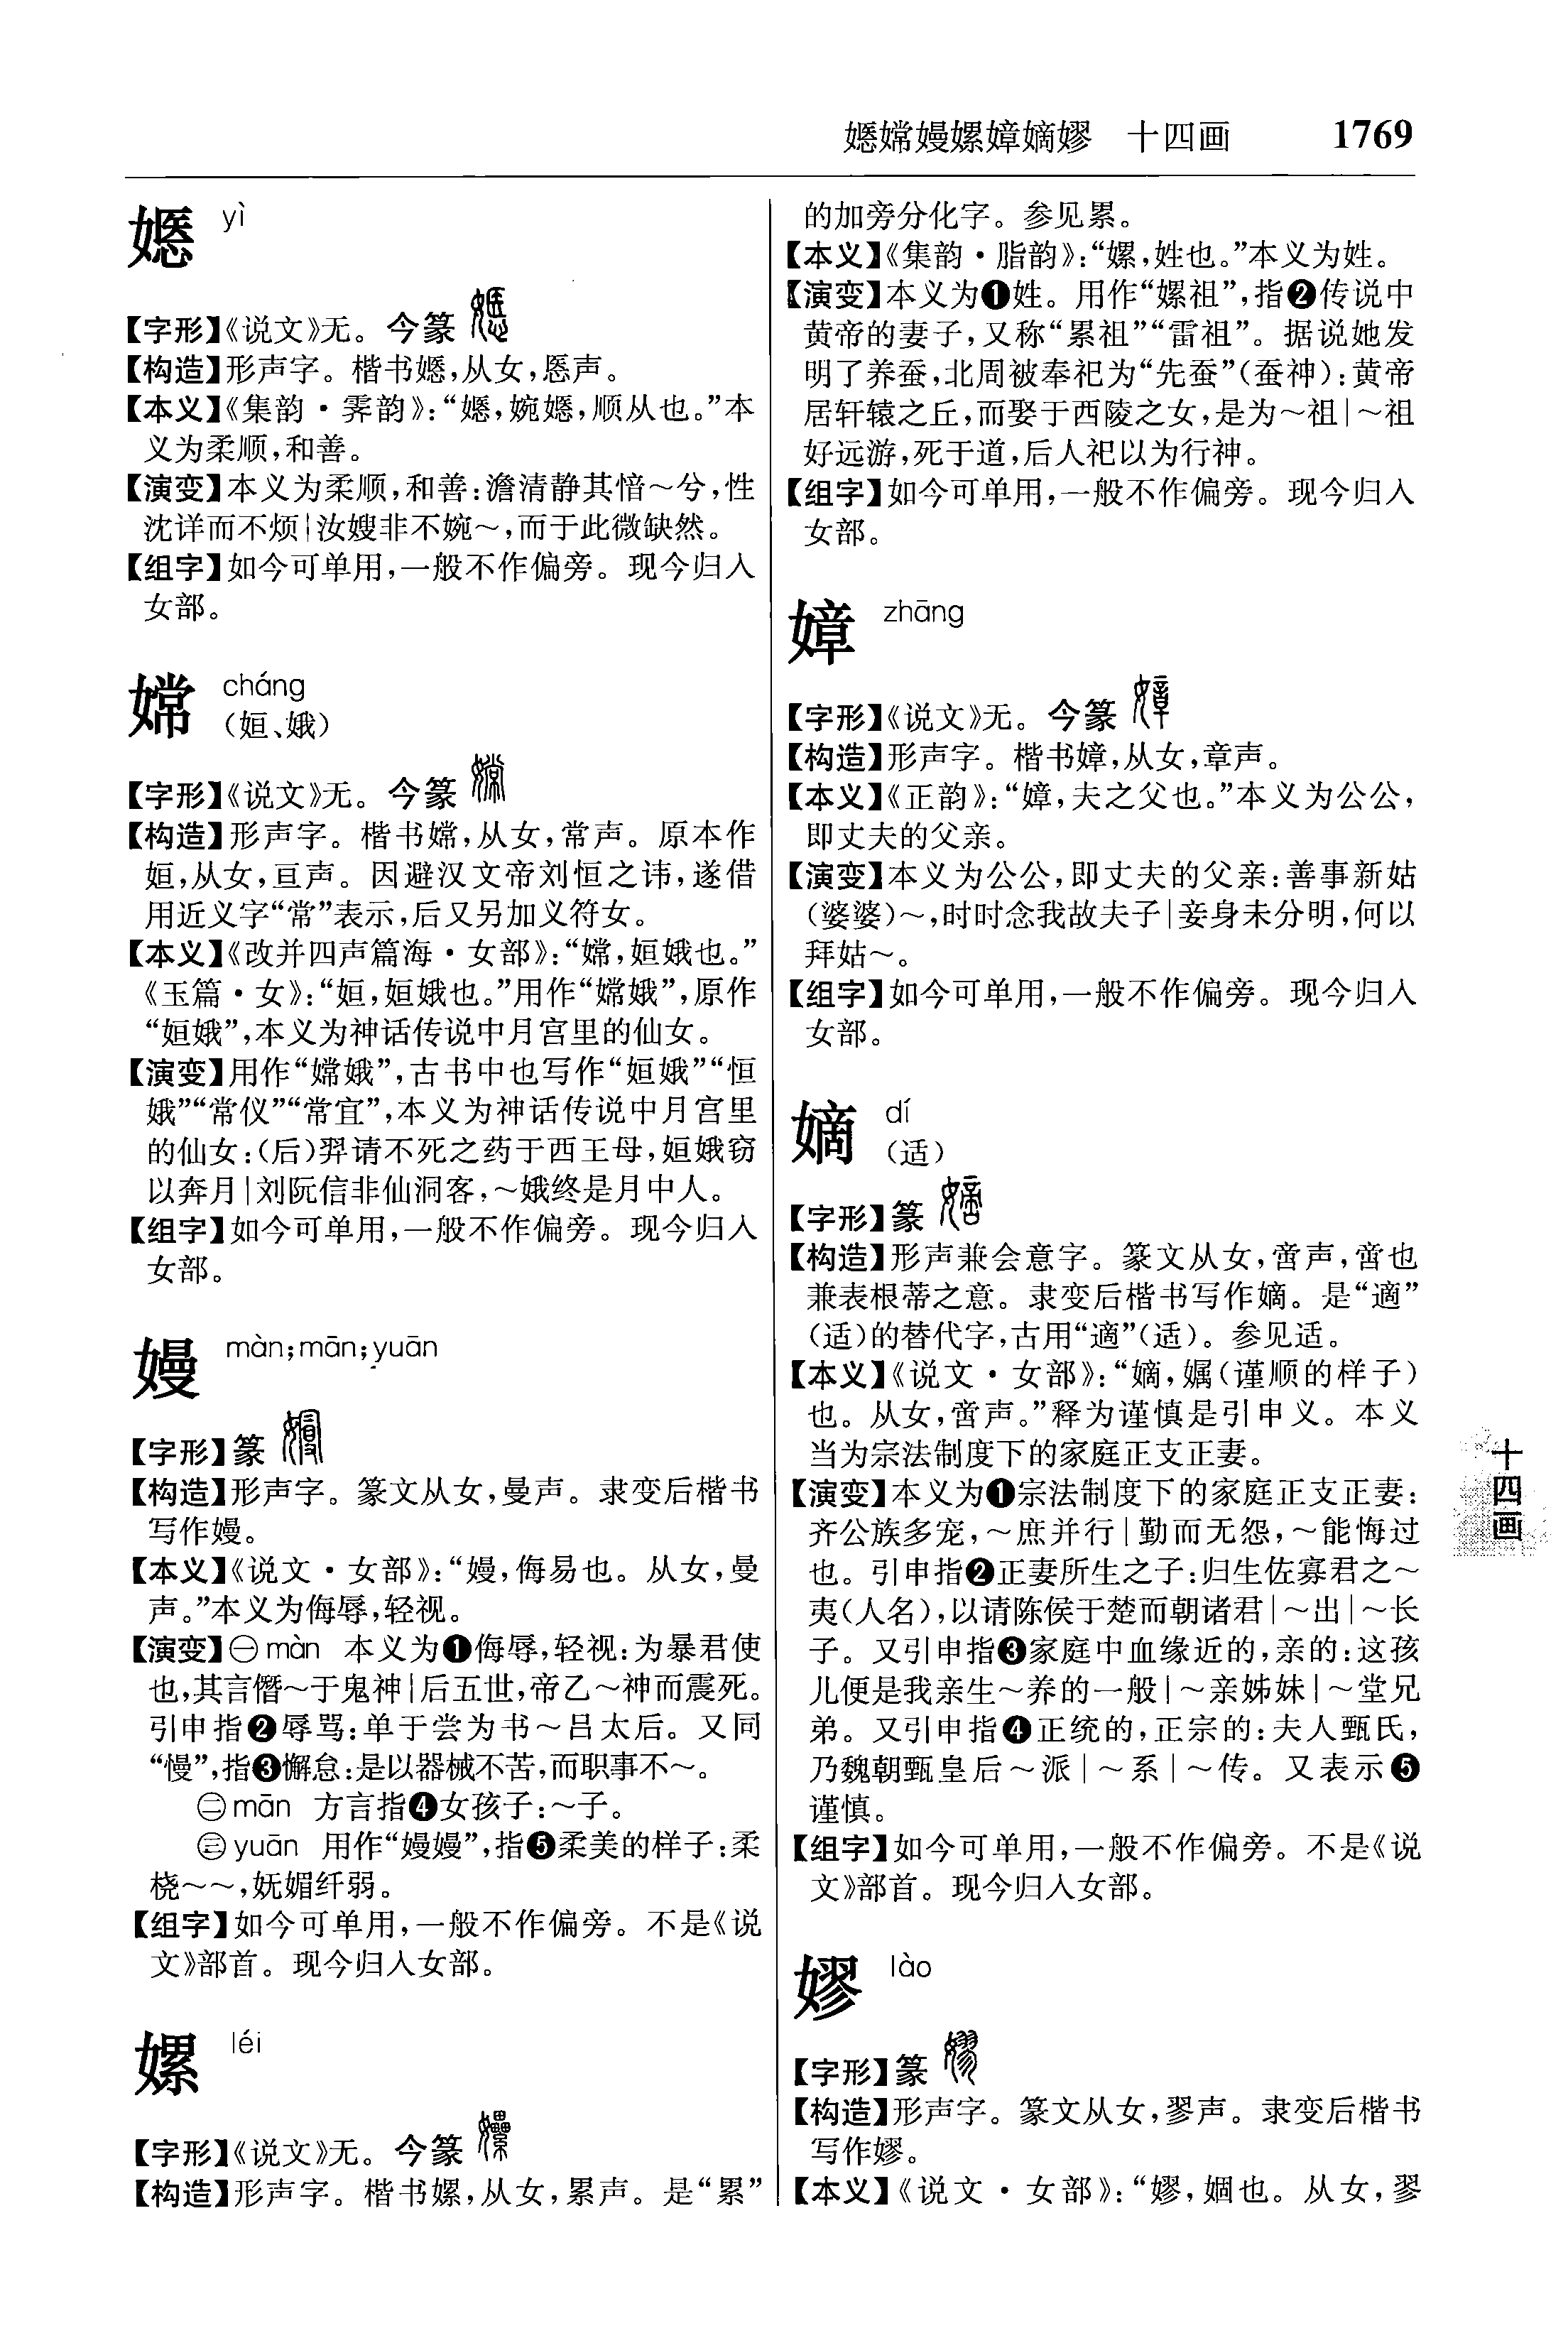 嫕嫦嫚嫘嫜嫡嫪 十四画 1769
嫕 yì
【字形】《说文》无。今篆
【构造】形声字。楷书嫕,从女,悘声。
【本义】《集韵·霁韵》:“嫕,婉嫕,顺从也。”本
义为柔顺,和善。
【演变】本义为柔顺,和善:澹清静其愔～兮,性
沈详而不烦|汝嫂非不婉～,而于此微缺然。
【组字】如今可单用,一般不作偏旁。现今归入
女部。
嫦 cháng
(姮、娥)
【字形】《说文》无。今篆
【构造】形声字。楷书嫦,从女,常声。原本作
姮,从女,亘声。因避汉文帝刘恒之讳,遂借
用近义字“常”表示,后又另加义符女。
【本义】《改并四声篇海·女部》:“嫦,姮娥也。”
《玉篇·女》:“姮,姮娥也。”用作“嫦娥”,原作
“姮娥”,本义为神话传说中月宫里的仙女。
【演变】用作“嫦娥”,古书中也写作“姮娥”“恒
娥”“常仪”“常宜”,本义为神话传说中月宫里
的仙女:(后)羿请不死之药于西王母,姮娥窃
以奔月|刘阮信非仙洞客,～娥终是月中人。
【组字】如今可单用,一般不作偏旁。现今归入
女部。
嫚 màn;mān;yuān
【字形】篆
【构造】形声字。篆文从女,曼声。隶变后楷书
写作嫚。
【本义】《说文·女部》:“嫚,侮易也。从女,曼
声。”本义为侮辱,轻视。
【演变】㊀màn 本义为❶侮辱,轻视:为暴君使
也,其言僭～于鬼神|后五世,帝乙～神而震死。
引申指❷辱骂:单于尝为书～吕太后。又同
“慢”,指❸懈怠:是以器械不苦,而职事不～。
㊁mān 方言指❹女孩子:～子。
㊂yuān 用作“嫚嫚”,指❺柔美的样子:柔
桡～～,妩媚纤弱。
【组字】如今可单用,一般不作偏旁。不是《说
文》部首。现今归入女部。
嫘 léi
【字形】《说文》无。今篆
【构造】形声字。楷书嫘,从女,累声。是“累”
的加旁分化字。参见累。
【本义】《集韵·脂韵》:“嫘,姓也。”本义为姓。
【演变】本义为❶姓。用作“嫘祖”,指❷传说中
黄帝的妻子,又称“累祖”“雷祖”。据说她发
明了养蚕,北周被奉祀为“先蚕”(蚕神):黄帝
居轩辕之丘,而娶于西陵之女,是为～祖|～祖
好远游,死于道,后人祀以为行神。
【组字】如今可单用,一般不作偏旁。现今归入
女部。
嫜 zhāng
【字形】《说文》无。今篆
【构造】形声字。楷书嫜,从女,章声。
【本义】《正韵》:“嫜,夫之父也。”本义为公公,
即丈夫的父亲。
【演变】本义为公公,即丈夫的父亲:善事新姑
(婆婆)～,时时念我故夫子|妾身未分明,何以
拜姑～。
【组字】如今可单用,一般不作偏旁。现今归入
女部。
嫡 dí
(适)
【字形】篆
【构造】形声兼会意字。篆文从女,啻声,啻也
兼表根蒂之意。隶变后楷书写作嫡。是“適”
(适)的替代字,古用“適”(适)。参见适。
【本义】《说文·女部》:“嫡,孎(谨顺的样子)
也。从女,啻声。”释为谨慎是引申义。本义
当为宗法制度下的家庭正支正妻。
【演变】本义为❶宗法制度下的家庭正支正妻:
齐公族多宠,～庶并行|勤而无怨,～能悔过
也。引申指❷正妻所生之子:归生佐寡君之～
夷(人名),以请陈侯于楚而朝诸君|～出|～长
子。又引申指❸家庭中血缘近的,亲的:这孩
儿便是我亲生～养的一般|～亲姊妹|～堂兄
弟。又引申指❹正统的,正宗的:夫人甄氏,
乃魏朝甄皇后～派|～系|～传。又表示❺
谨慎。
【组字】如今可单用,一般不作偏旁。不是《说
文》部首。现今归入女部。
嫪 lào
【字形】篆
【构造】形声字。篆文从女,翏声。隶变后楷书
写作嫪。
【本义】《说文·女部》:“嫪,婟也。从女,翏
十四画